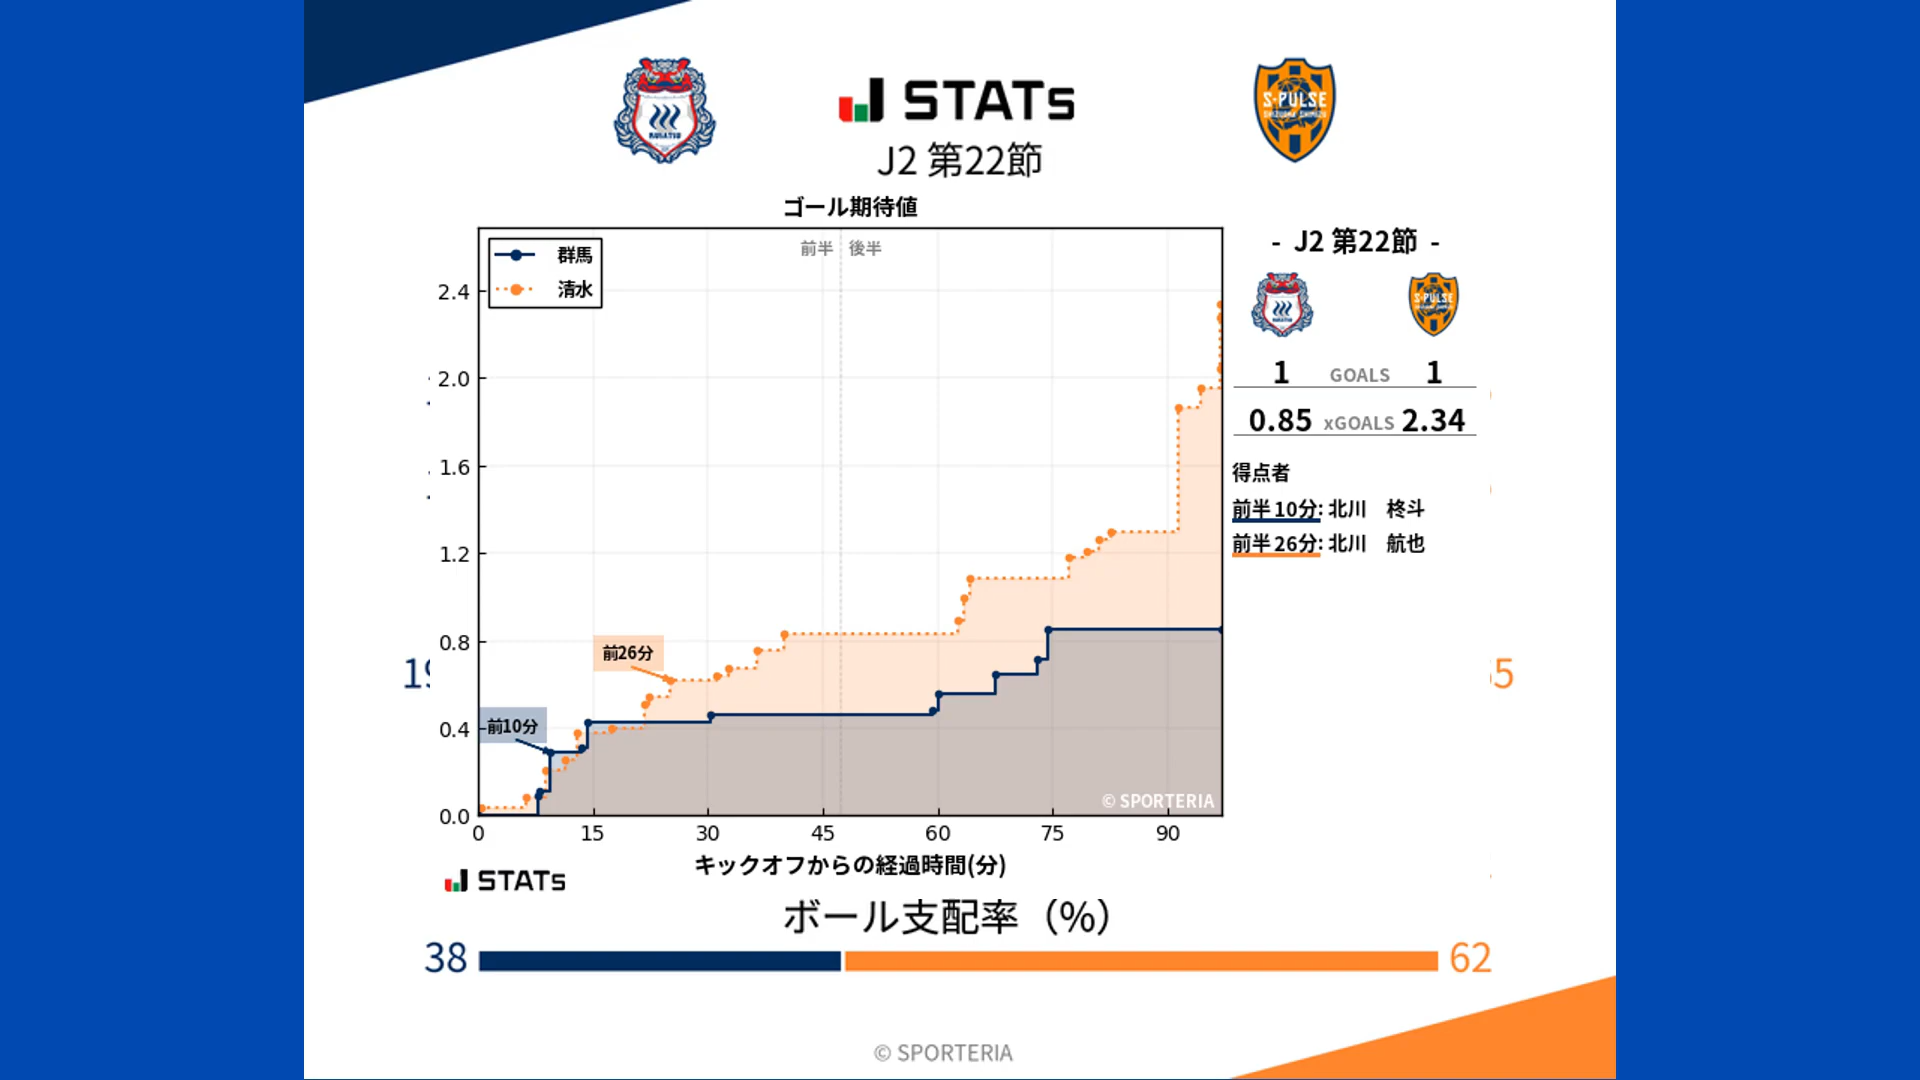 STATs
J2 第22節
KUSATSU
S-PULSE
SHIZUOKA SHIMIZU
ゴール期待値
群馬
清水
前半
後半
2.4
2.0
1.6
1.2
0.8
0.4
0.0
前26分
前10分
© SPORTERIA
0 15 30 45 60 75 90
キックオフからの経過時間(分)
STATs
- J2 第22節 -
S-PULSE
1 GOALS 1
0.85 xGOALS 2.34
得点者
前半10分: 北川 柊斗
前半26分: 北川 航也
ボール支配率（%）
38
62
© SPORTERIA